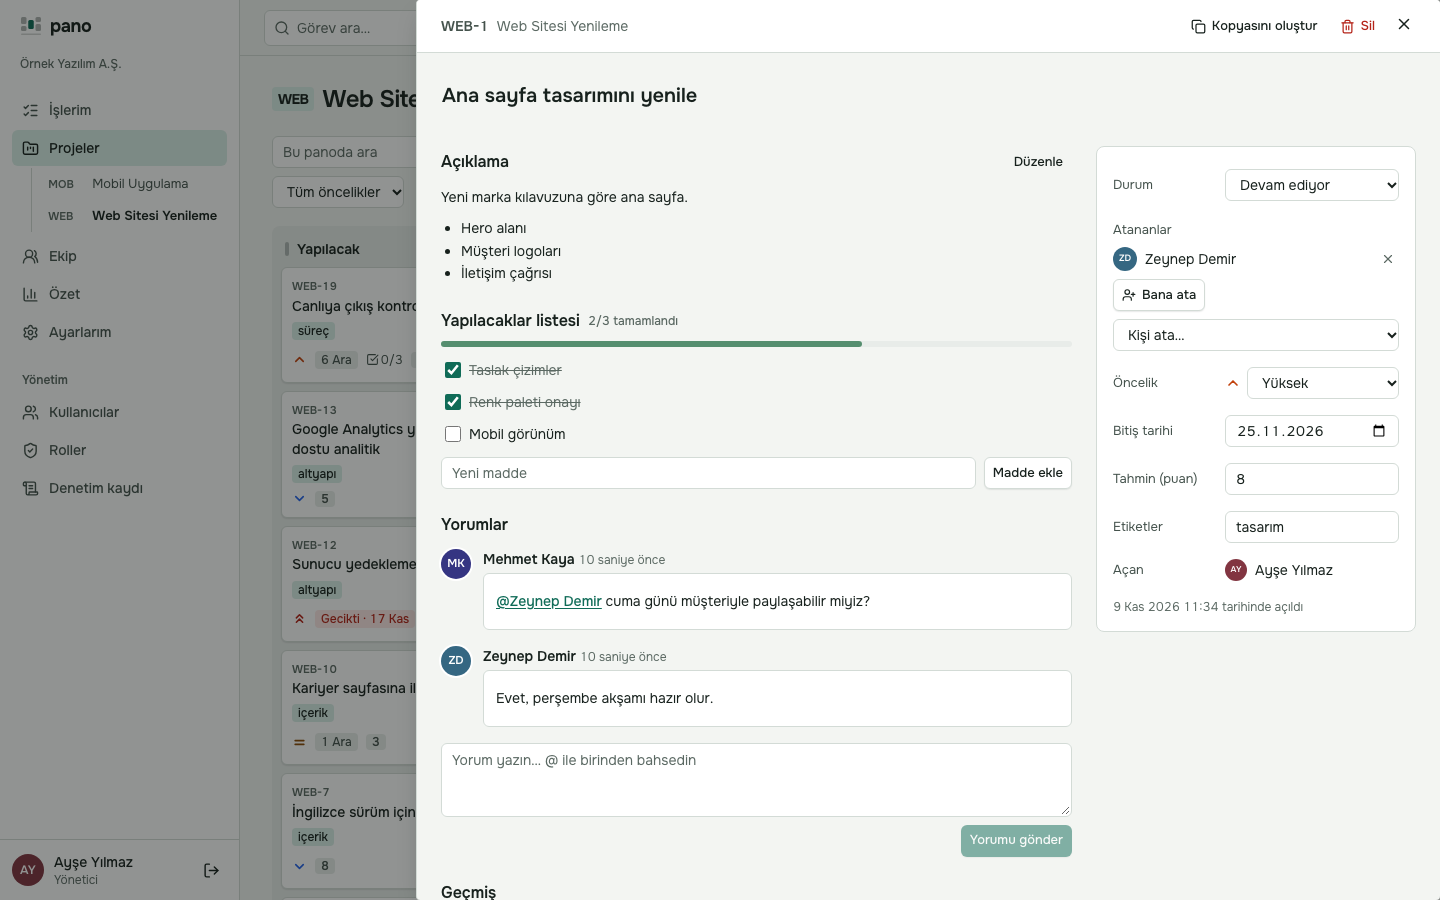 pano
Örnek Yazılım A.Ş.
İşlerim
Projeler
MOB Mobil Uygulama
WEB Web Sitesi Yenileme
Ekip
Özet
Ayarlarım
Yönetim
Kullanıcılar
Roller
Denetim kaydı
AY Ayşe Yılmaz
Yönetici
Görev ara...
WEB Web Site
Bu panoda ara
Tüm öncelikler
Yapılacak
WEB-19
Canlıya çıkış kontro
süreç
6 Ara 0/3
WEB-13
Google Analytics y
dostu analitik
altyapı
5
WEB-12
Sunucu yedekleme
altyapı
Gecikti · 17 Kas
WEB-10
Kariyer sayfasına il
içerik
1 Ara 3
WEB-7
İngilizce sürüm için
içerik
8
WEB-1 Web Sitesi Yenileme
Kopyasını oluştur Sil
Ana sayfa tasarımını yenile
Açıklama Düzenle
Yeni marka kılavuzuna göre ana sayfa.
• Hero alanı
• Müşteri logoları
• İletişim çağrısı
Yapılacaklar listesi 2/3 tamamlandı
Taslak çizimler
Renk paleti onayı
Mobil görünüm
Yeni madde Madde ekle
Yorumlar
MK Mehmet Kaya 10 saniye önce
@Zeynep Demir cuma günü müşteriyle paylaşabilir miyiz?
ZD Zeynep Demir 10 saniye önce
Evet, perşembe akşamı hazır olur.
Yorum yazın... @ ile birinden bahsedin
Yorumu gönder
Geçmiş
Durum Devam ediyor
Atananlar
ZD Zeynep Demir
Bana ata
Kişi ata...
Öncelik Yüksek
Bitiş tarihi 25.11.2026
Tahmin (puan) 8
Etiketler tasarım
Açan AY Ayşe Yılmaz
9 Kas 2026 11:34 tarihinde açıldı